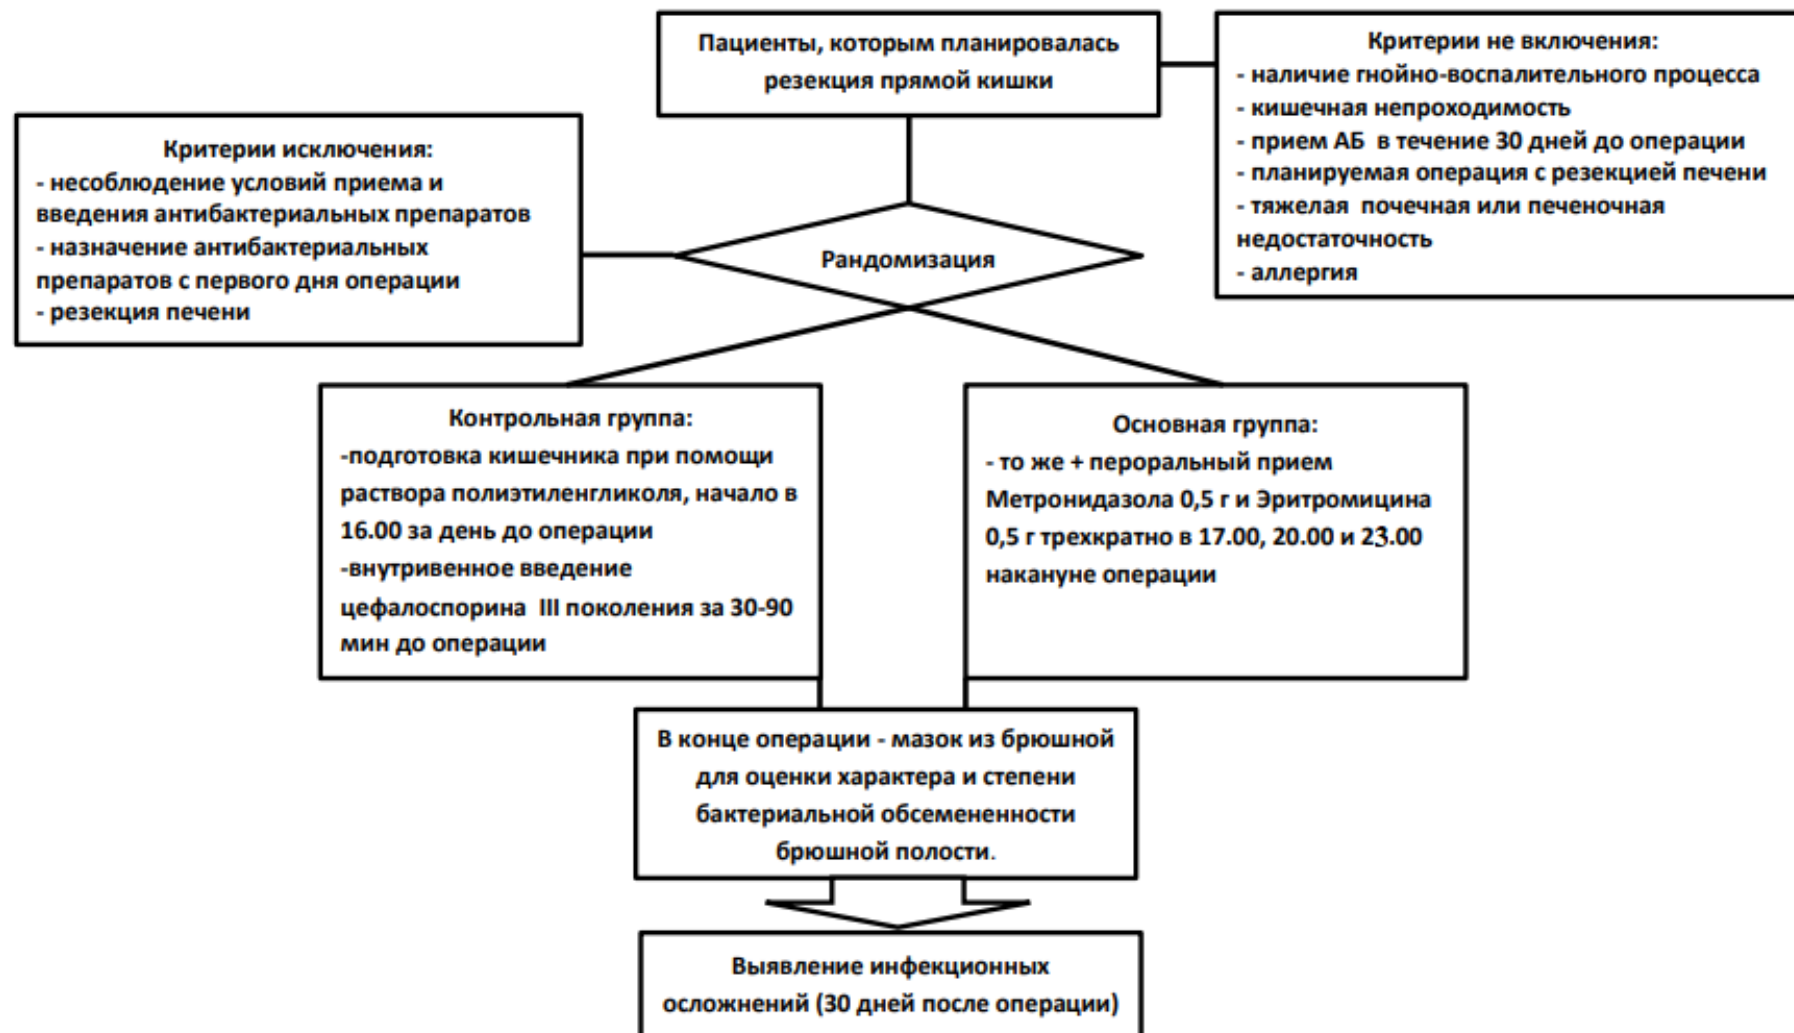 Пациенты, которым планировалась
резекция прямой кишки
Критерии не включения:
- наличие гнойно-воспалительного процесса
- кишечная непроходимость
- прием АБ в течение 30 дней до операции
- планируемая операция с резекцией печени
- тяжелая почечная или печеночная
недостаточность
- аллергия
Критерии исключения:
- несоблюдение условий приема и
введения антибактериальных препаратов
- назначение антибактериальных
препаратов с первого дня операции
- резекция печени
Рандомизация
Контрольная группа:
-подготовка кишечника при помощи
раствора полиэтиленгликоля, начало в
16.00 за день до операции
-внутривенное введение
цефалоспорина III поколения за 30-90
мин до операции
Основная группа:
- то же + пероральный прием
Метронидазола 0,5 г и Эритромицина
0,5 г трехкратно в 17.00, 20.00 и 23.00
накануне операции
В конце операции - мазок из брюшной
для оценки характера и степени
бактериальной обсемененности
брюшной полости.
Выявление инфекционных
осложнений (30 дней после операции)